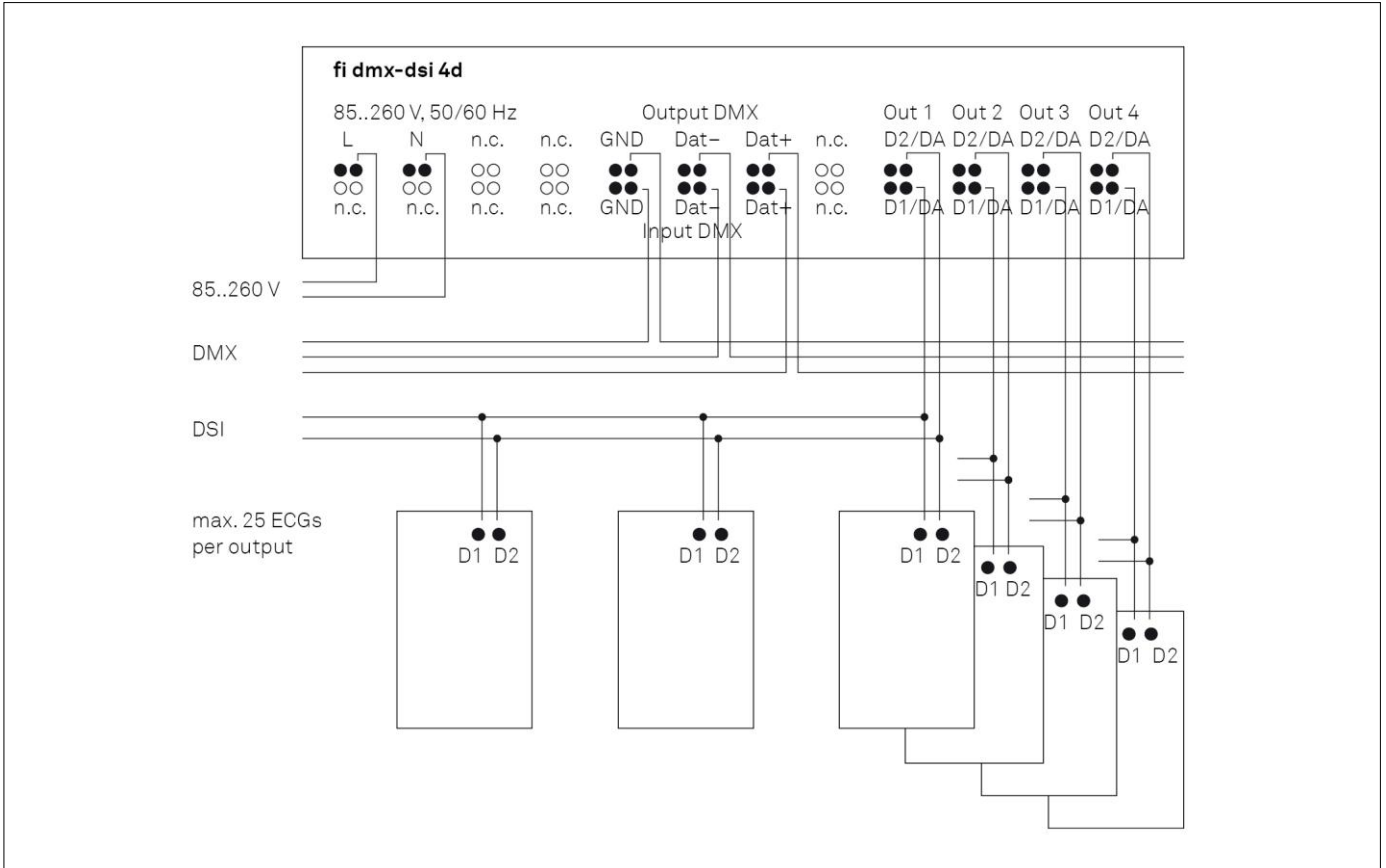 fi dmx-dsi 4d
85..260 V, 50/60 Hz Output DMX Out 1 Out 2 Out 3 Out 4
L N n.c. n.c. GND Dat– Dat+ n.c. D2/DA D2/DA D2/DA D2/DA
n.c. n.c. n.c. n.c. GND Dat– Dat+ n.c. D1/DA D1/DA D1/DA D1/DA
Input DMX
85..260 V
DMX
DSI
max. 25 ECGs
per output
D1 D2 D1 D2 D1 D2
D1 D2
D1 D2
D1 D2